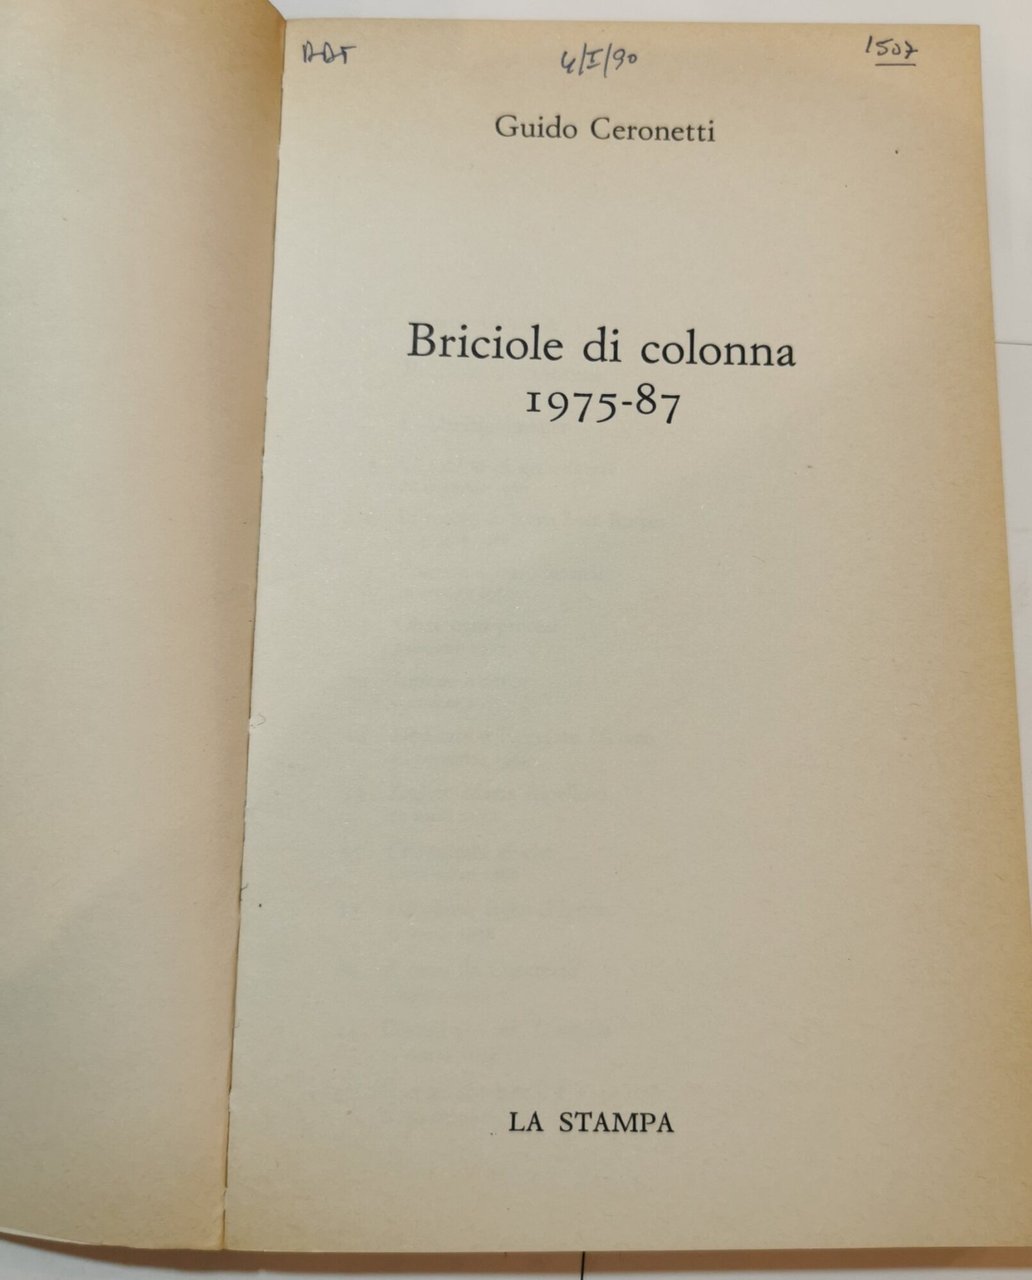 4/I/90
1507
Guido Ceronetti
Briciole di colonna
1975-87
LA STAMPA